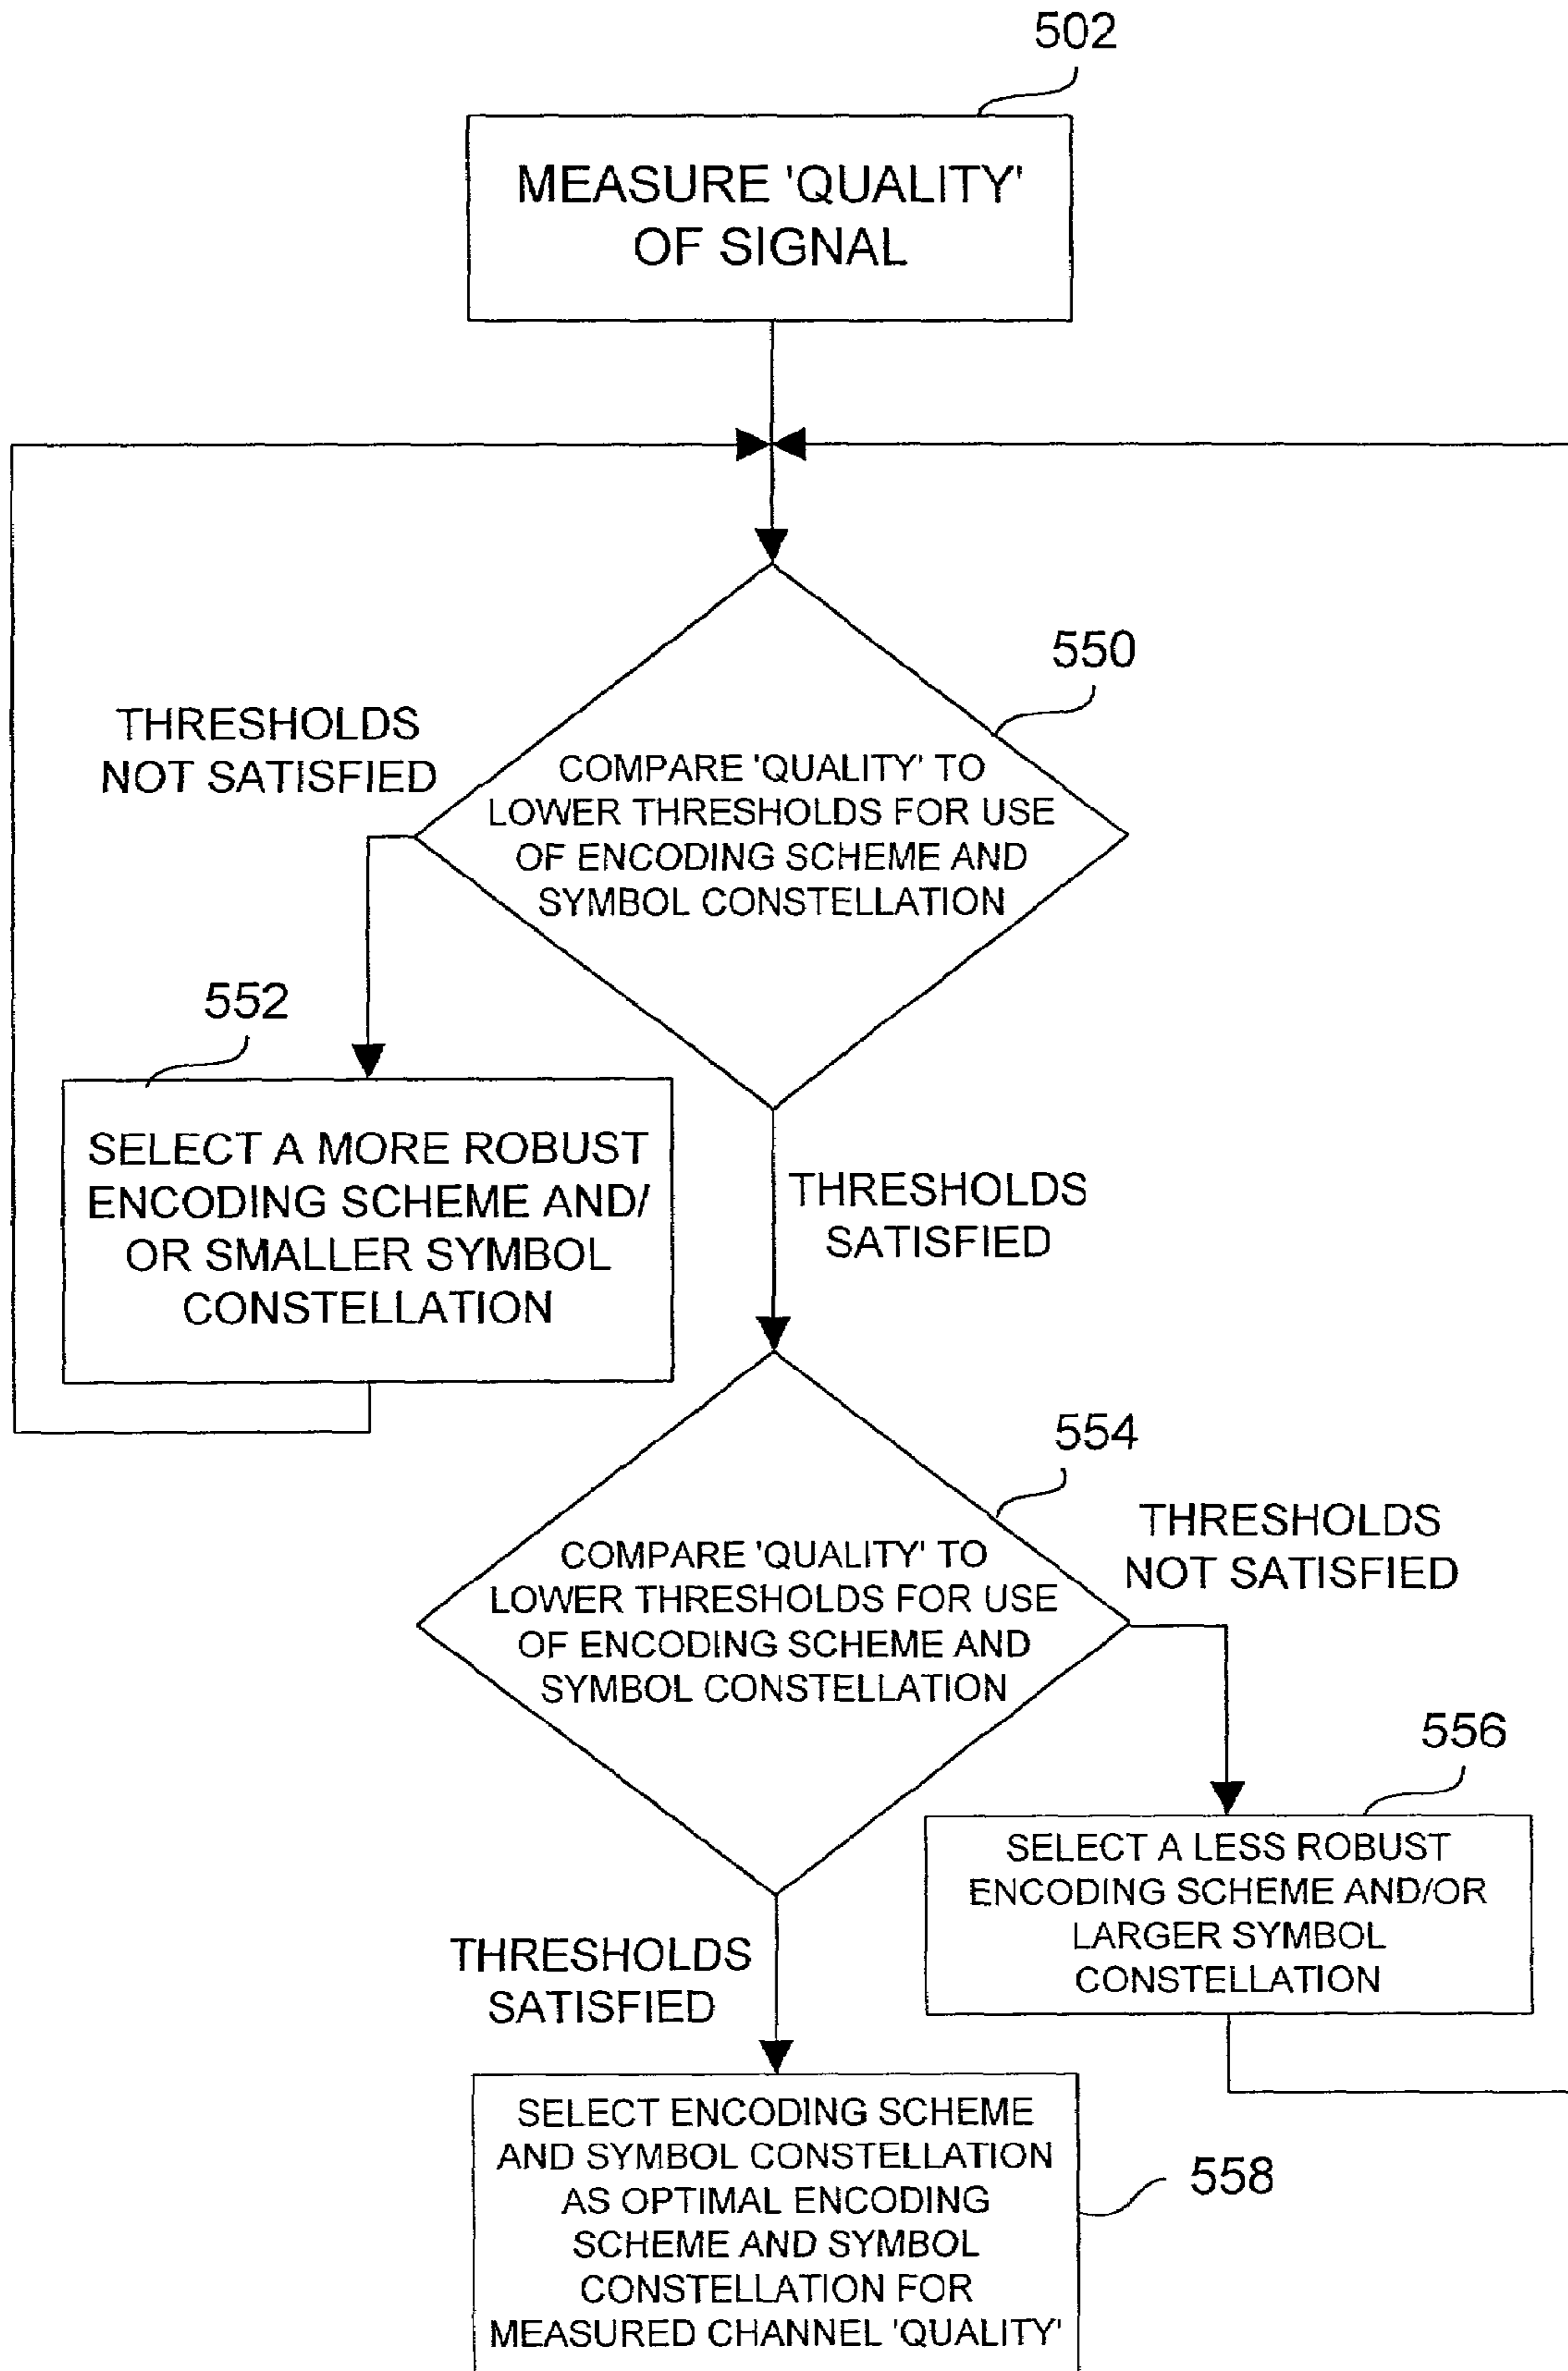 502
MEASURE 'QUALITY'
OF SIGNAL
550
THRESHOLDS
NOT SATISFIED
COMPARE 'QUALITY' TO
LOWER THRESHOLDS FOR USE
OF ENCODING SCHEME AND
SYMBOL CONSTELLATION
552
SELECT A MORE ROBUST
ENCODING SCHEME AND/
OR SMALLER SYMBOL
CONSTELLATION
THRESHOLDS
SATISFIED
554
THRESHOLDS
NOT SATISFIED
COMPARE 'QUALITY' TO
LOWER THRESHOLDS FOR USE
OF ENCODING SCHEME AND
SYMBOL CONSTELLATION
556
SELECT A LESS ROBUST
ENCODING SCHEME AND/OR
LARGER SYMBOL
CONSTELLATION
THRESHOLDS
SATISFIED
SELECT ENCODING SCHEME
AND SYMBOL CONSTELLATION
AS OPTIMAL ENCODING
SCHEME AND SYMBOL
CONSTELLATION FOR
MEASURED CHANNEL 'QUALITY'
558